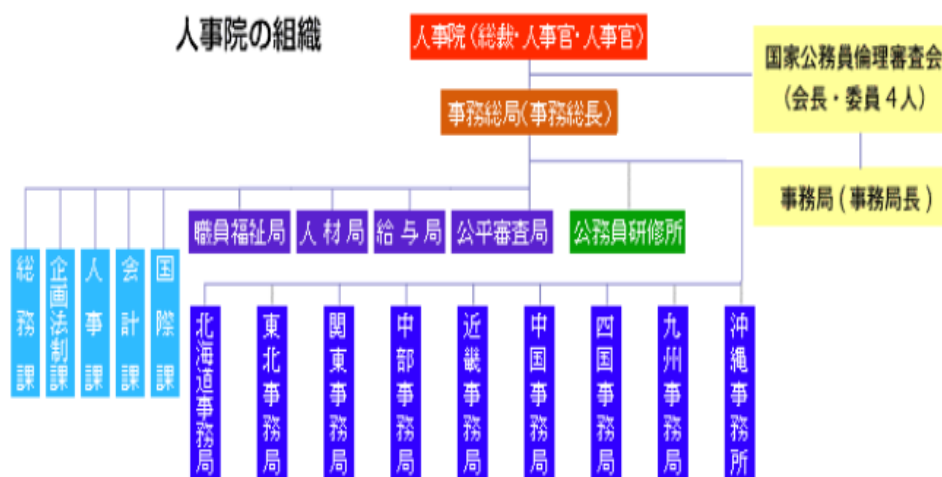 人事院の組織
人事院(総裁・人事官・人事官)
国家公務員倫理審査会
(会長・委員4人)
事務総局(事務総長)
事務局(事務局長)
職員福祉局
人材局
給与局
公平審査局
公務員研修所
総務課
企画法制課
人事課
会計課
国際課
北海道事務局
東北事務局
関東事務局
中部事務局
近畿事務局
中国事務局
四国事務局
九州事務局
沖縄事務所